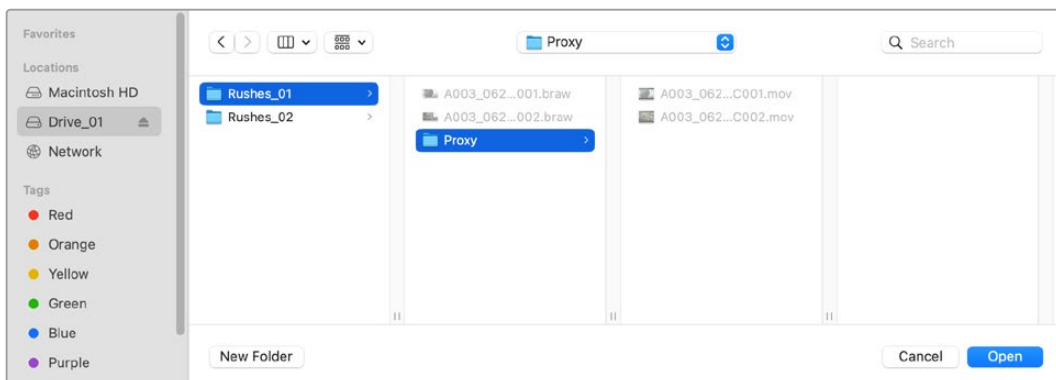 Favorites
Locations
Macintosh HD
Drive_01
Network
Tags
Red
Orange
Yellow
Green
Blue
Purple
Proxy
Search
Rushes_01
Rushes_02
A003_062...001.braw
A003_062...002.braw
Proxy
A003_062...C001.mov
A003_062...C002.mov
New Folder
Cancel
Open